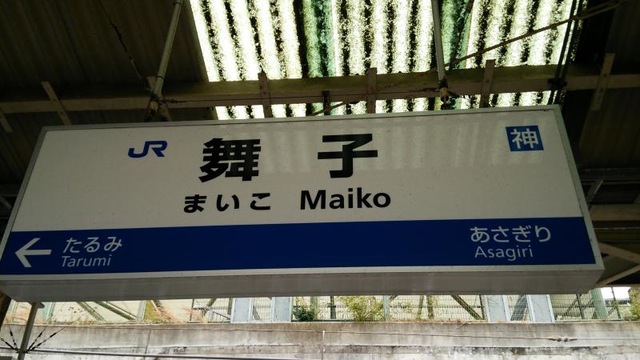 JR 舞子 神
まいこ Maiko
← たるみ あさぎり
Tarumi Asagiri